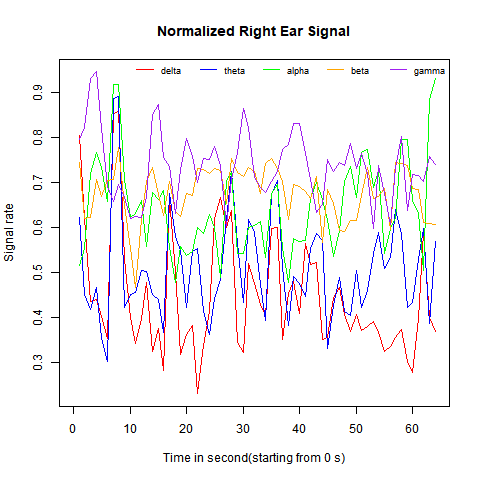 Normalized Right Ear Signal
delta theta alpha beta gamma
Signal rate
0.9
0.8
0.7
0.6
0.5
0.4
0.3
0 10 20 30 40 50 60
Time in second(starting from 0 s)